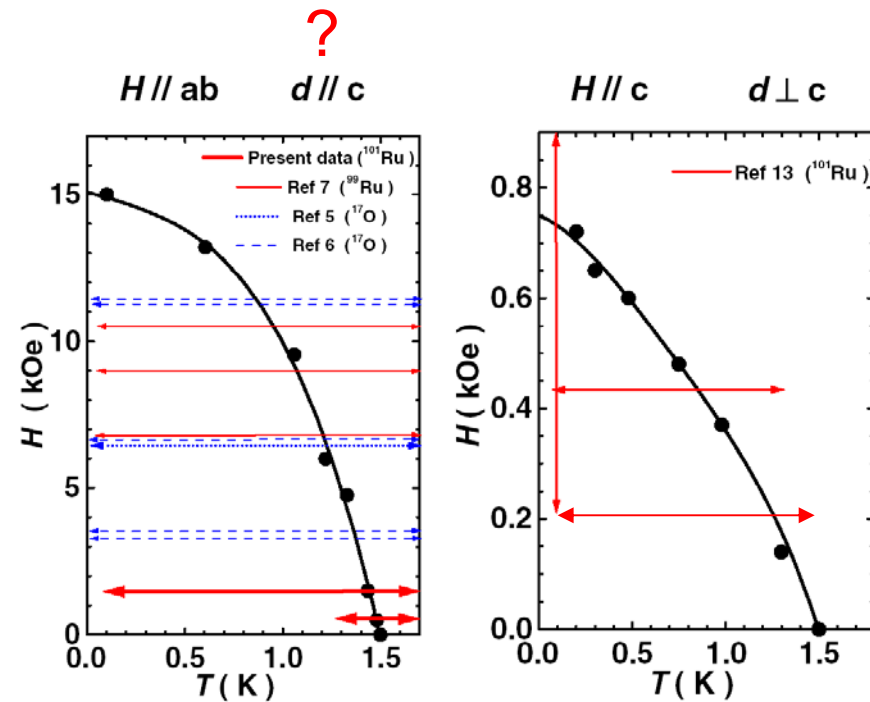 ?
H // ab d // c
Present data (¹⁰¹Ru)
Ref 7 (⁹⁹Ru)
Ref 5 (¹⁷O)
Ref 6 (¹⁷O)
15
10
5
0
H ( kOe)
0.0 0.5 1.0 1.5
T ( K )
H // c d ⊥ c
Ref 13 (¹⁰¹Ru)
0.8
0.6
0.4
0.2
0.0
H ( kOe)
0.0 0.5 1.0 1.5
T ( K )